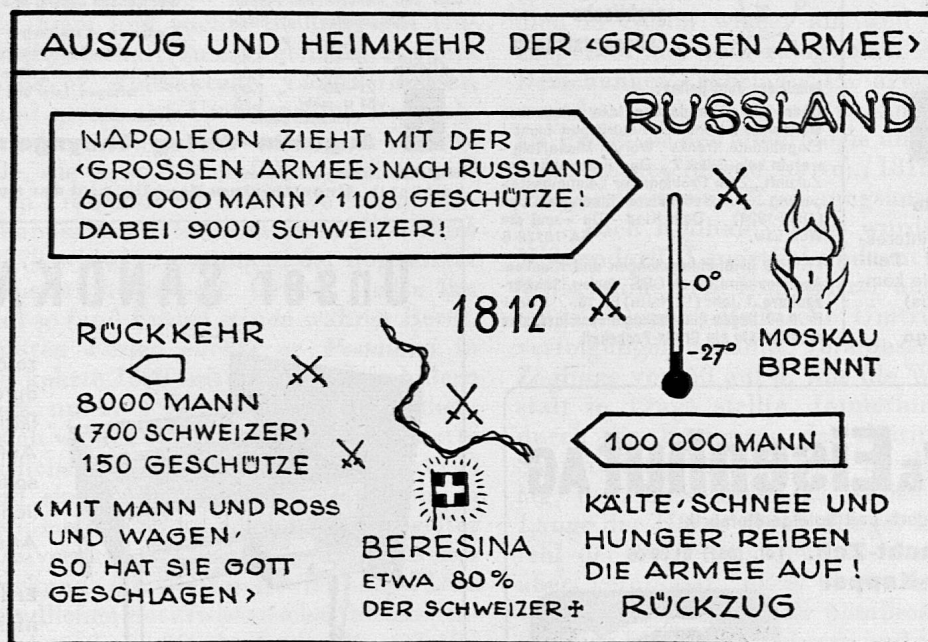 AUSZUG UND HEIMKEHR DER ‹GROSSEN ARMEE›
RUSSLAND
NAPOLEON ZIEHT MIT DER
‹GROSSEN ARMEE› NACH RUSSLAND
600 000 MANN, 1108 GESCHÜTZE!
DABEI 9000 SCHWEIZER!
1812
-0°
-27°
MOSKAU
BRENNT
100 000 MANN
KÄLTE, SCHNEE UND
HUNGER REIBEN
DIE ARMEE AUF!
RÜCKZUG
BERESINA
ETWA 80%
DER SCHWEIZER ✝
RÜCKKEHR
8000 MANN
(700 SCHWEIZER)
150 GESCHÜTZE
‹MIT MANN UND ROSS
UND WAGEN,
SO HAT SIE GOTT
GESCHLAGEN›